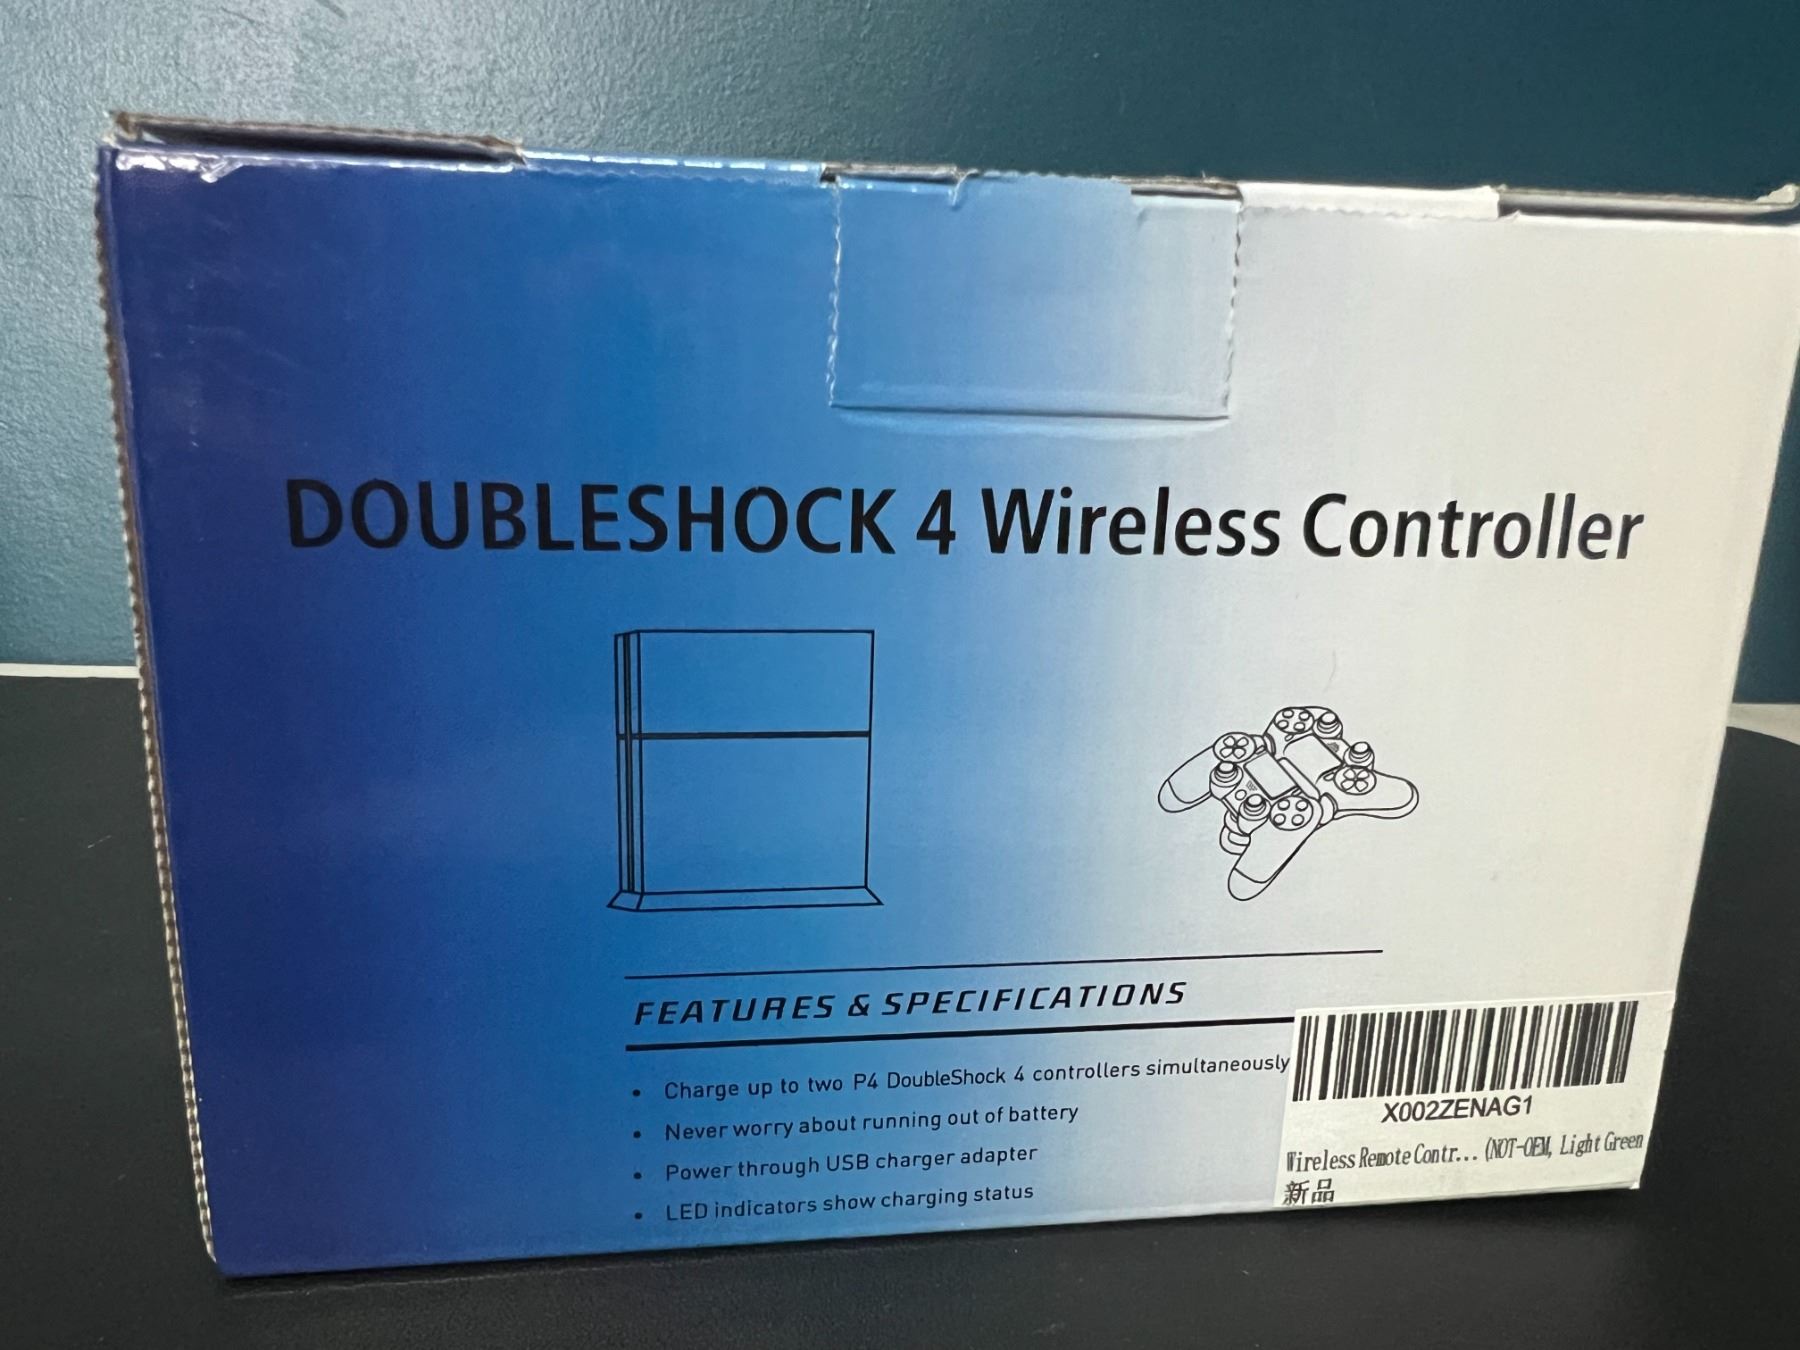 DOUBLESHOCK 4 Wireless Controller
FEATURES & SPECIFICATIONS
• Charge up to two P4 DoubleShock 4 controllers simultaneously
• Never worry about running out of battery
• Power through USB charger adapter
• LED indicators show charging status
X002ZENAG1
Wireless Remote Contr... (NOT-OEM, Light Green
新品